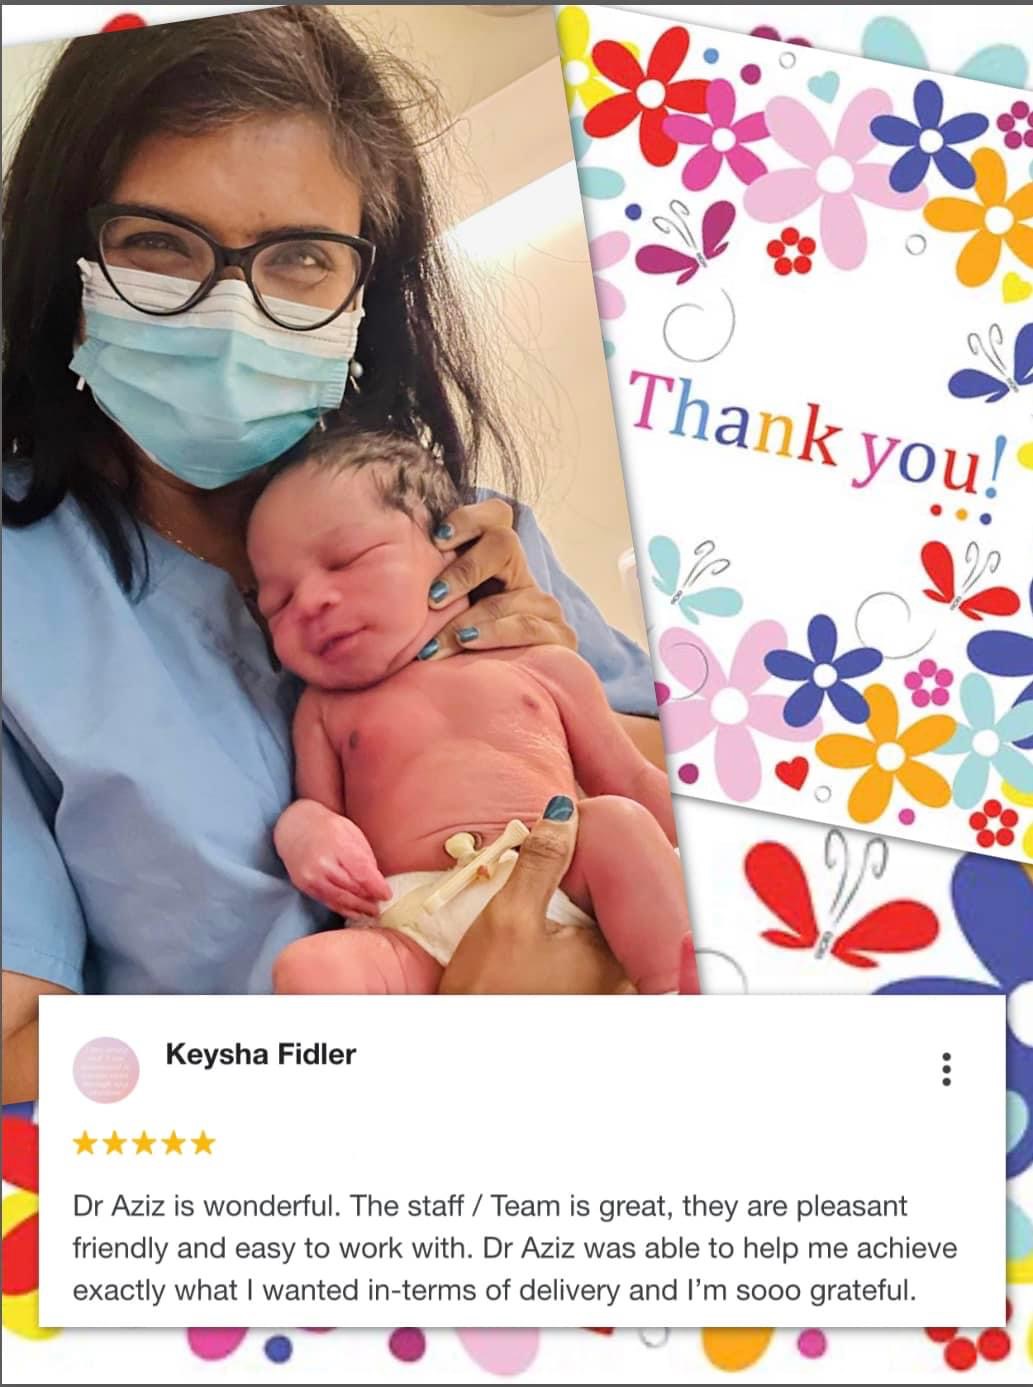 Thank you!
Keysha Fidler
Dr Aziz is wonderful. The staff / Team is great, they are pleasant
friendly and easy to work with. Dr Aziz was able to help me achieve
exactly what I wanted in-terms of delivery and I'm sooo grateful.